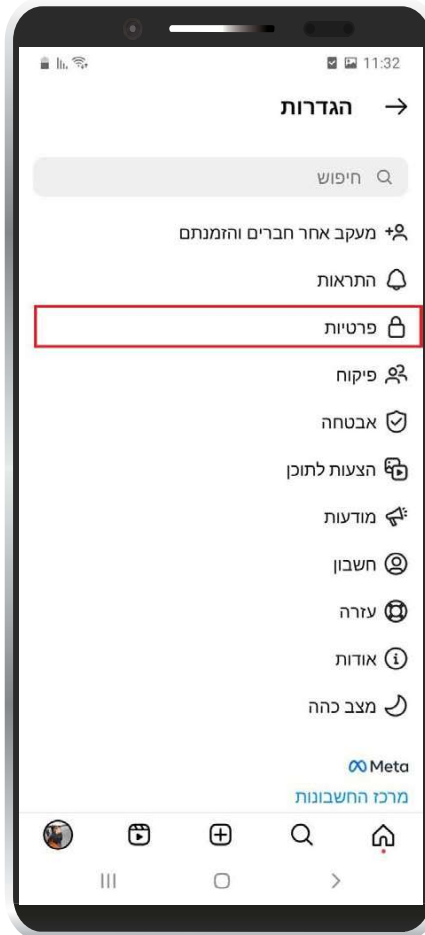 11:32
הגדרות
חיפוש
מעקב אחר חברים והזמנתם
התראות
פרטיות
פיקוח
אבטחה
הצעות לתוכן
מודעות
חשבון
עזרה
אודות
מצב כהה
Meta
מרכז החשבונות